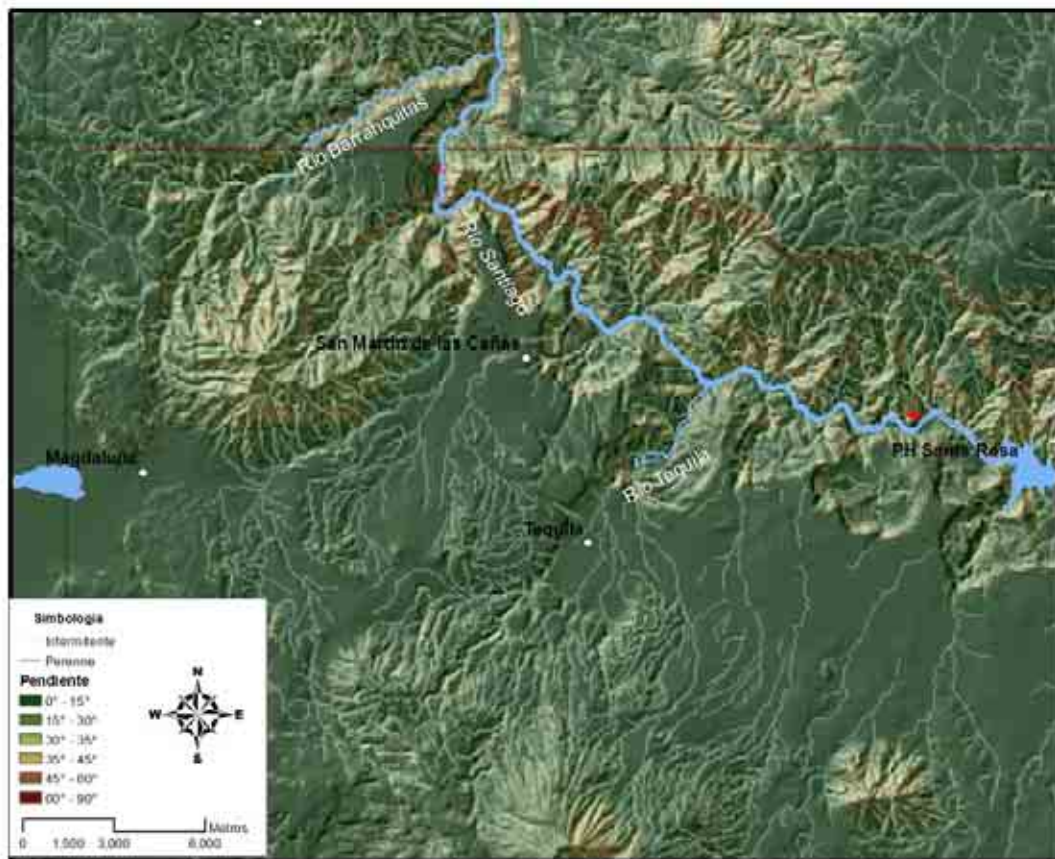 Río Barranquitas
Río Santiago
San Martín de las Cañas
Magdalena
PH Santa Rosa
Río Tequila
Tequila
Simbología
Intermitente
Perenne
Pendiente
0° - 15°
15° - 30°
30° - 35°
35° - 45°
45° - 60°
60° - 90°
N
W E
S
Metros
0 1,500 3,000 6,000